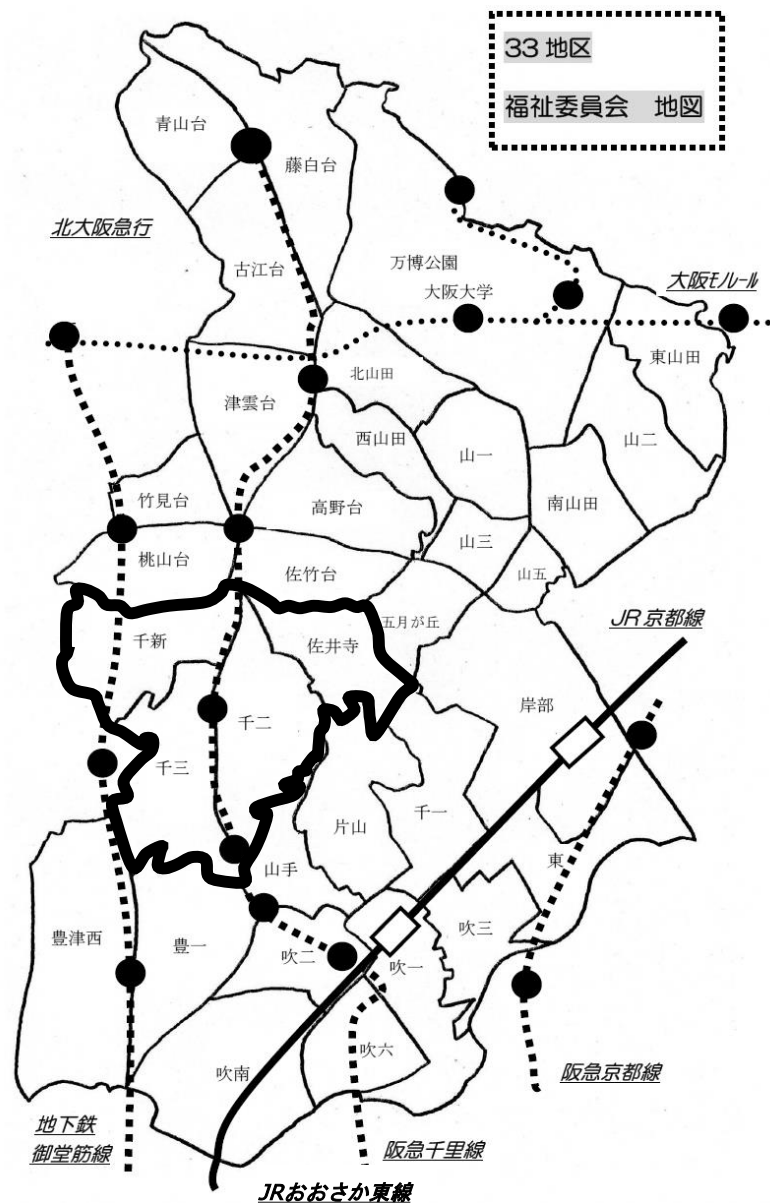 33 地区
福祉委員会　地図
青山台
藤白台
北大阪急行
古江台
万博公園
大阪大学
大阪ﾓﾉﾚｰﾙ
東山田
北山田
津雲台
西山田
山一
山二
竹見台
高野台
南山田
桃山台
佐竹台
山三
山五
千新
佐井寺
五月が丘
JR 京都線
岸部
千二
千三
片山
千一
山手
東
豊津西
豊一
吹二
吹一
吹三
吹南
吹六
阪急京都線
地下鉄
御堂筋線
阪急千里線
JRおおさか東線